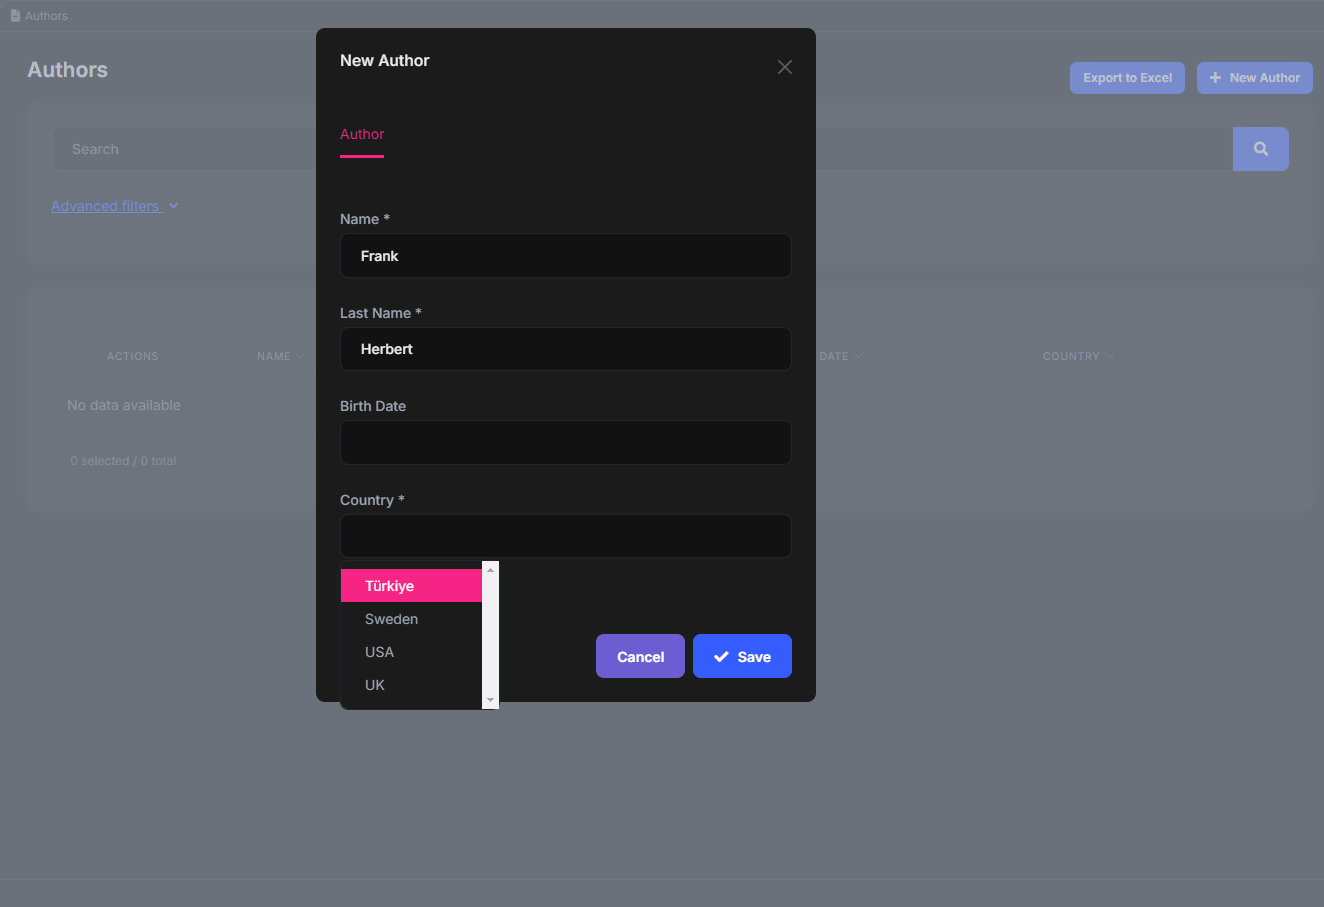 Authors
Authors
Export to Excel
New Author
Search
Advanced filters
ACTIONS
NAME
DATE
COUNTRY
No data available
0 selected / 0 total
New Author
Author
Name *
Frank
Last Name *
Herbert
Birth Date
Country *
Türkiye
Sweden
USA
UK
Cancel
Save